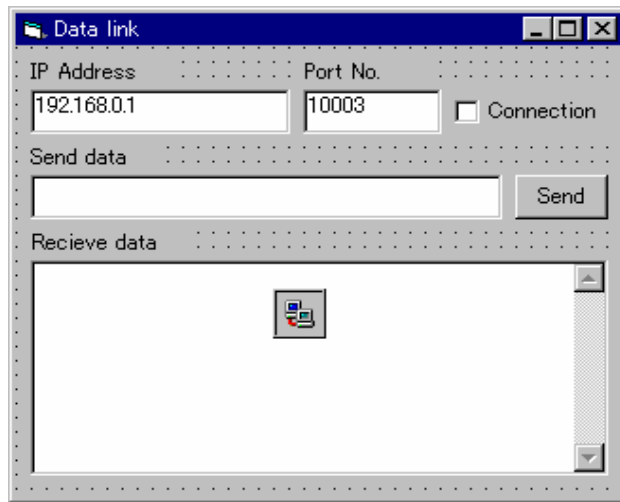 Data link
IP Address Port No.
192.168.0.1 10003 Connection
Send data
Send
Recieve data